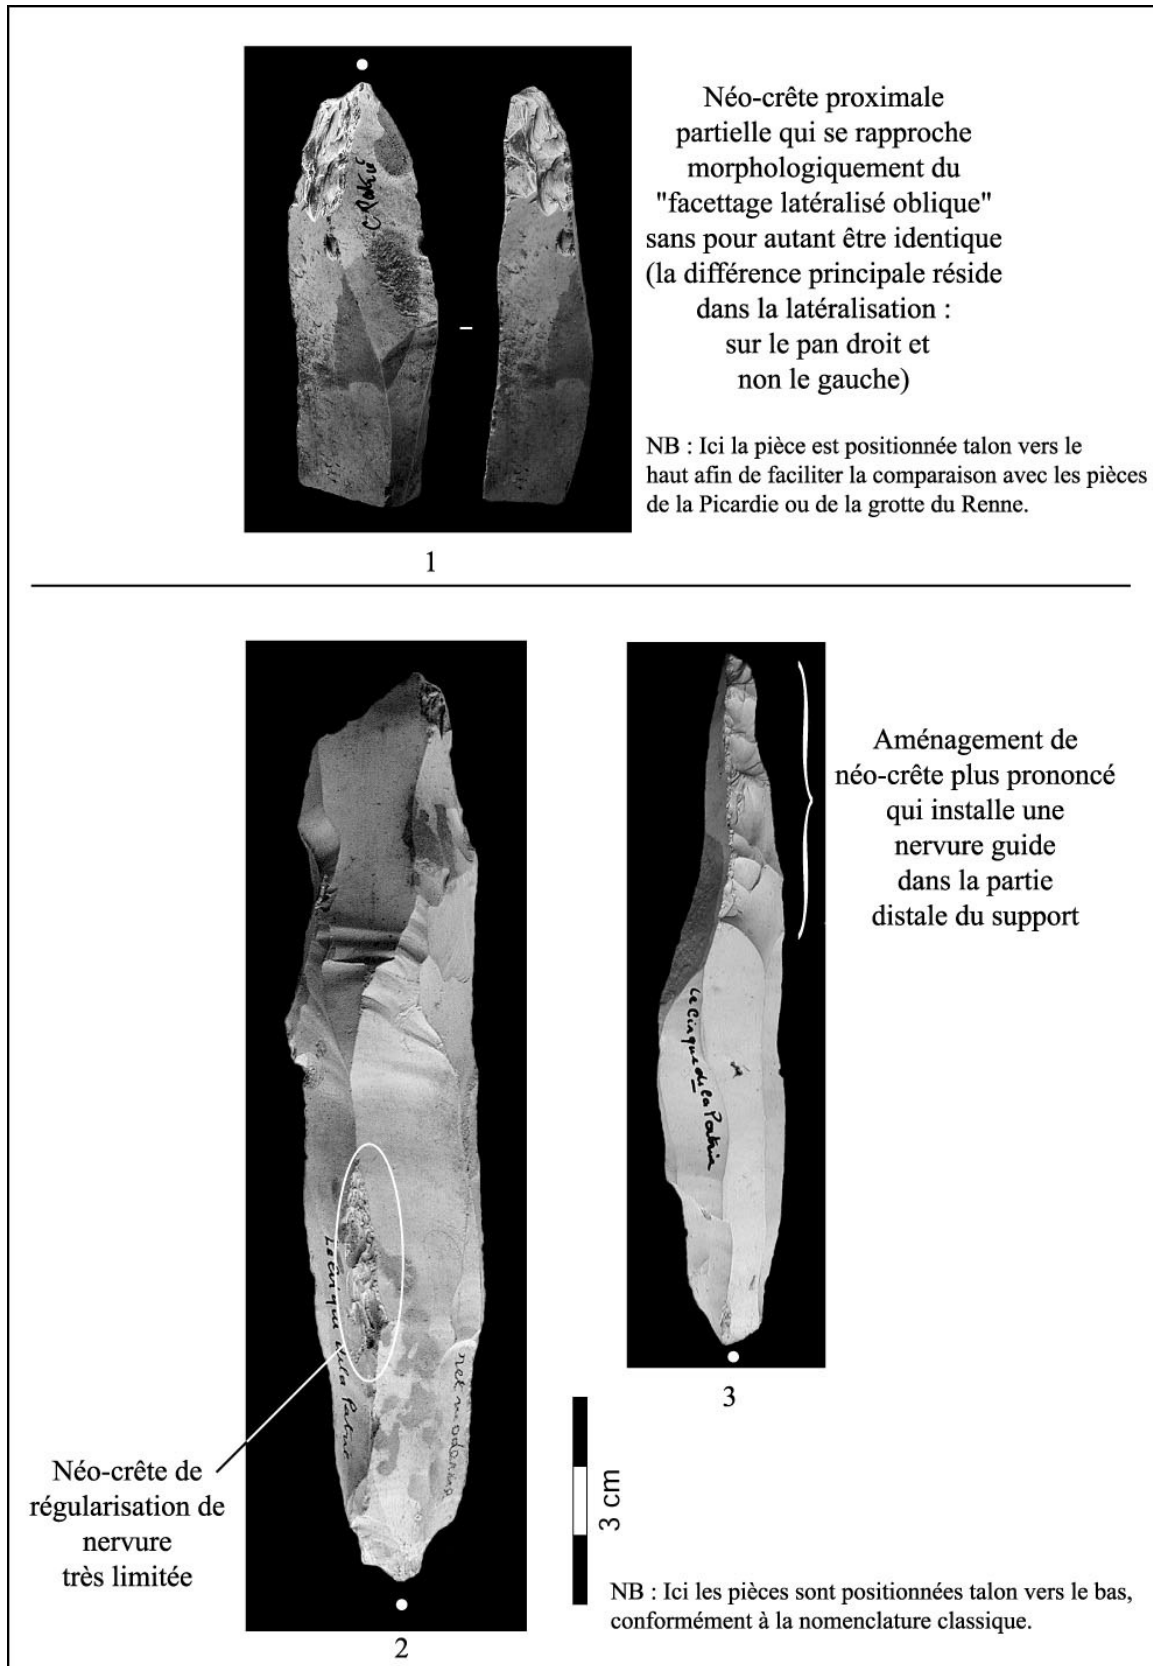 Néo-crête proximale
partielle qui se rapproche
morphologiquement du
"facettage latéralisé oblique"
sans pour autant être identique
(la différence principale réside
dans la latéralisation :
sur le pan droit et
non le gauche)
NB : Ici la pièce est positionnée talon vers le
haut afin de faciliter la comparaison avec les pièces
de la Picardie ou de la grotte du Renne.
1
Aménagement de
néo-crête plus prononcé
qui installe une
nervure guide
dans la partie
distale du support
Le Cirque de la Patrie
3
Le Cirque de la Patrie
Néo-crête de
régularisation de
nervure
très limitée
2
3 cm
NB : Ici les pièces sont positionnées talon vers le bas,
conformément à la nomenclature classique.